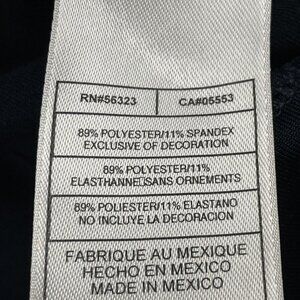 RN#56323 CA#05553
89% POLYESTER/11% SPANDEX
EXCLUSIVE OF DECORATION
89% POLYESTER/11%
ELASTHANNE/SANS ORNEMENTS
89% POLIESTER/11% ELASTANO
NO INCLUYE LA DECORACION
FABRIQUE AU MEXIQUE
HECHO EN MEXICO
MADE IN MEXICO